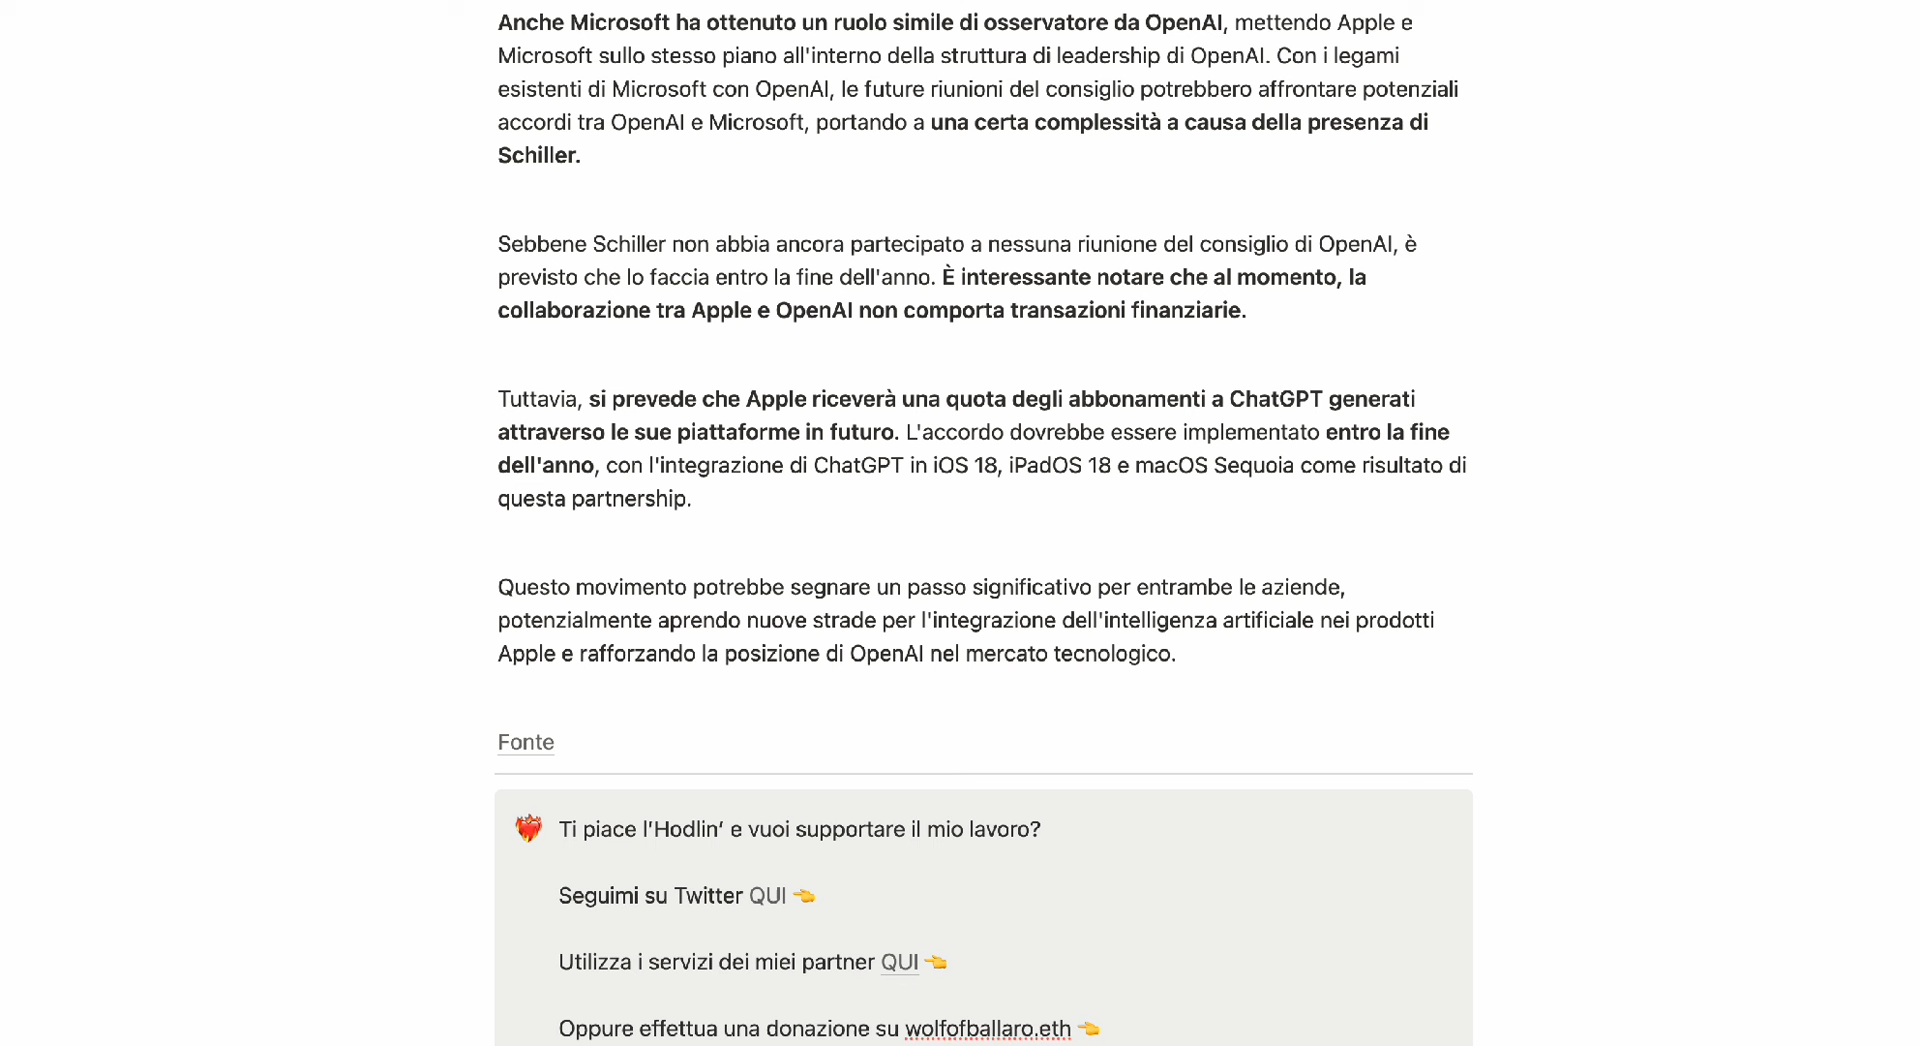 Anche Microsoft ha ottenuto un ruolo simile di osservatore da OpenAI, mettendo Apple e
Microsoft sullo stesso piano all'interno della struttura di leadership di OpenAI. Con i legami
esistenti di Microsoft con OpenAI, le future riunioni del consiglio potrebbero affrontare potenziali
accordi tra OpenAI e Microsoft, portando a una certa complessità a causa della presenza di
Schiller.
Sebbene Schiller non abbia ancora partecipato a nessuna riunione del consiglio di OpenAI, è
previsto che lo faccia entro la fine dell'anno. È interessante notare che al momento, la
collaborazione tra Apple e OpenAI non comporta transazioni finanziarie.
Tuttavia, si prevede che Apple riceverà una quota degli abbonamenti a ChatGPT generati
attraverso le sue piattaforme in futuro. L'accordo dovrebbe essere implementato entro la fine
dell'anno, con l'integrazione di ChatGPT in iOS 18, iPadOS 18 e macOS Sequoia come risultato di
questa partnership.
Questo movimento potrebbe segnare un passo significativo per entrambe le aziende,
potenzialmente aprendo nuove strade per l'integrazione dell'intelligenza artificiale nei prodotti
Apple e rafforzando la posizione di OpenAI nel mercato tecnologico.
Fonte
Ti piace l’Hodlin’ e vuoi supportare il mio lavoro?
Seguimi su Twitter QUI
Utilizza i servizi dei miei partner QUI
Oppure effettua una donazione su wolfofballaro.eth